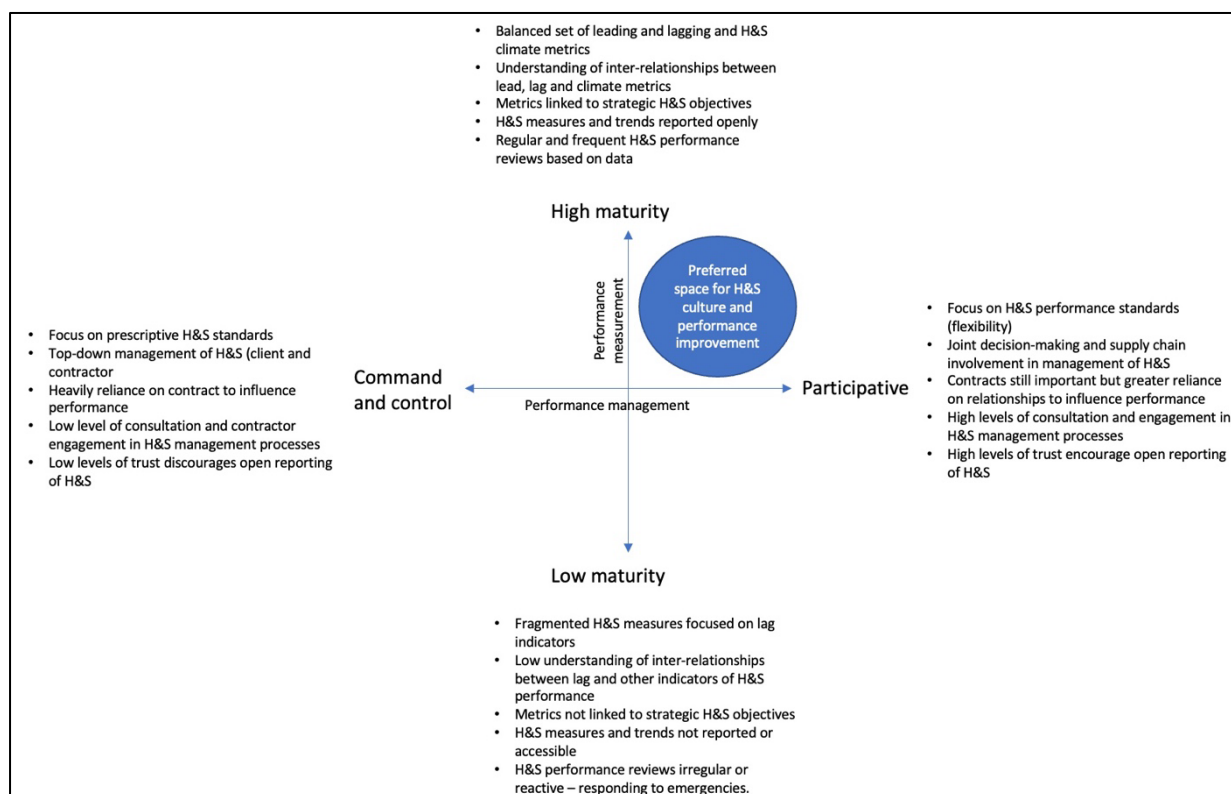 • Balanced set of leading and lagging and H&S
climate metrics
• Understanding of inter-relationships between
lead, lag and climate metrics
• Metrics linked to strategic H&S objectives
• H&S measures and trends reported openly
• Regular and frequent H&S performance
reviews based on data
High maturity
Performance
measurement
Preferred
space for H&S
culture and
performance
improvement
• Focus on prescriptive H&S standards
• Top-down management of H&S (client and
contractor
• Heavily reliance on contract to influence
performance
• Low level of consultation and contractor
engagement in H&S management processes
• Low levels of trust discourages open reporting
of H&S
Command
and control
Performance management
Participative
• Focus on H&S performance standards
(flexibility)
• Joint decision-making and supply chain
involvement in management of H&S
• Contracts still important but greater reliance
on relationships to influence performance
• High levels of consultation and engagement in
H&S management processes
• High levels of trust encourage open reporting
of H&S
Low maturity
• Fragmented H&S measures focused on lag
indicators
• Low understanding of inter-relationships
between lag and other indicators of H&S
performance
• Metrics not linked to strategic H&S objectives
• H&S measures and trends not reported or
accessible
• H&S performance reviews irregular or
reactive – responding to emergencies.